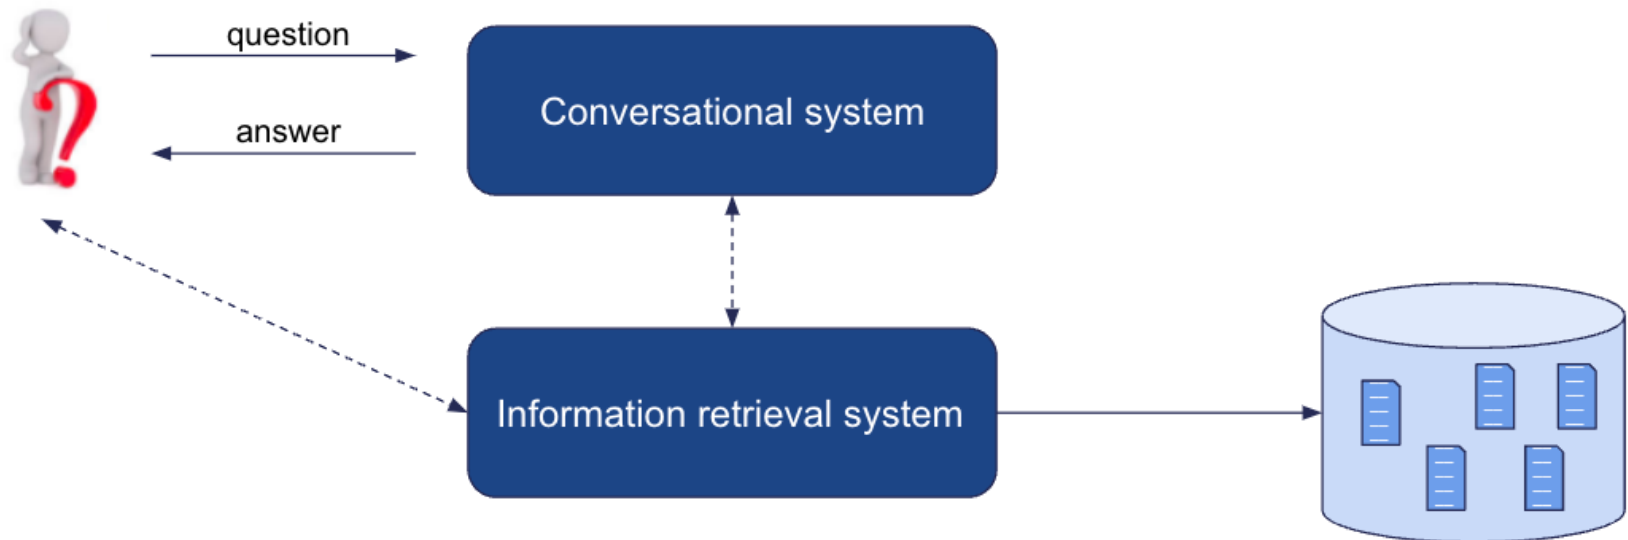 question
Conversational system
answer
Information retrieval system